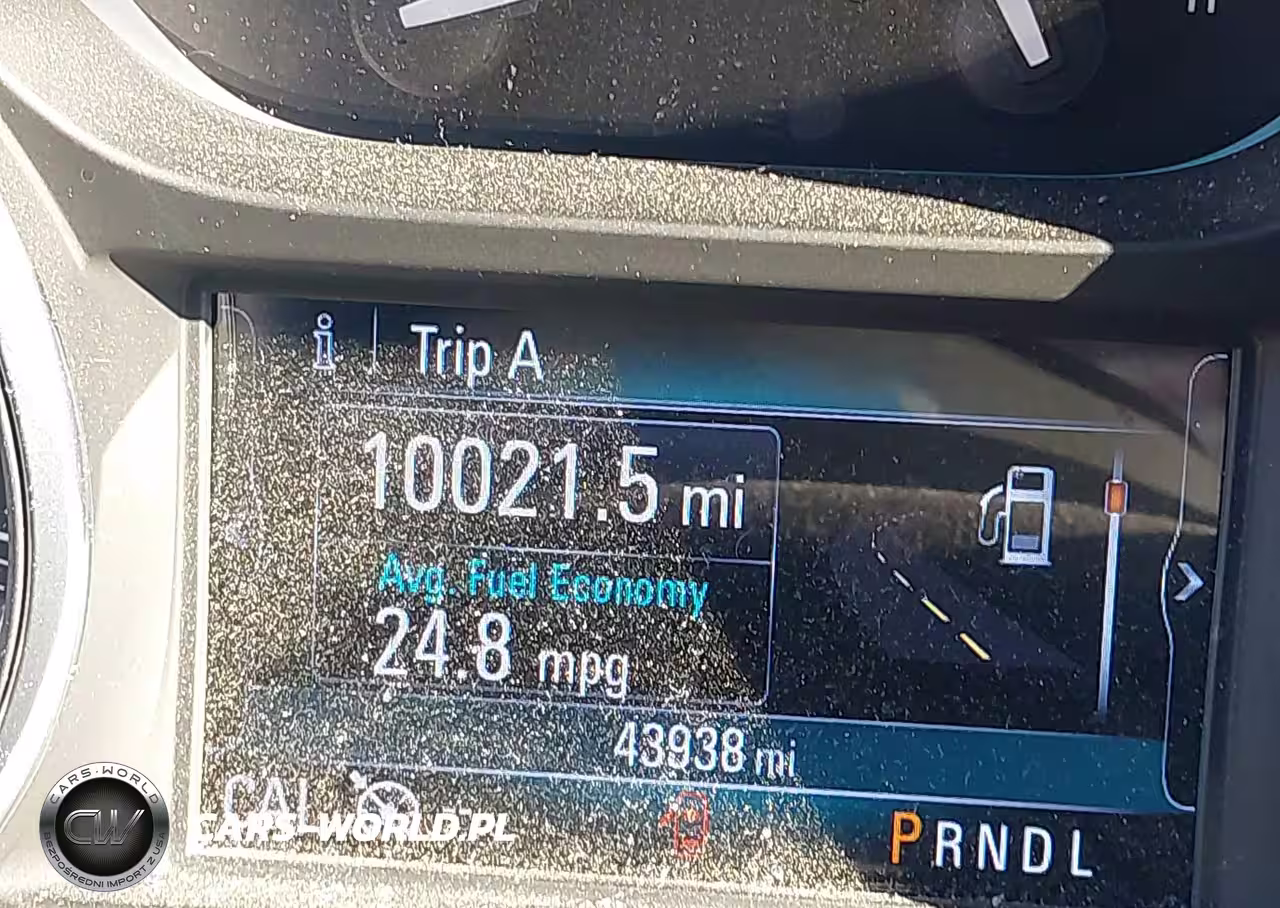 i Trip A
10021.5 mi
Avg. Fuel Economy
24.8 mpg
43938 mi
CAL
PRNDL
CARS-WORLD
CW
BEZPOŚREDNI IMPORT Z USA
CARS-WORLD.PL